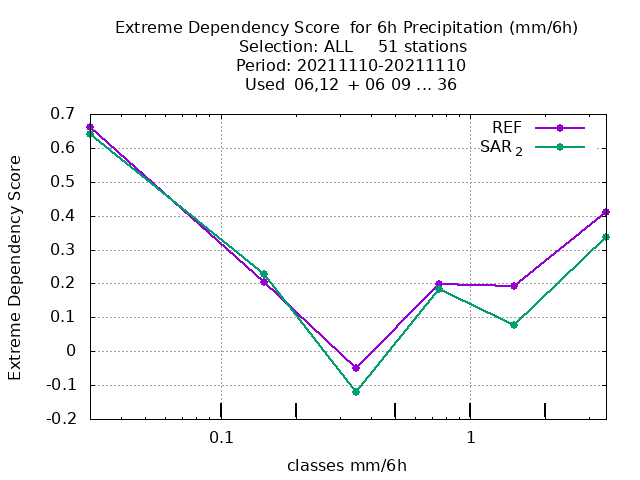 Extreme Dependency Score  for 6h Precipitation (mm/6h)
Selection: ALL     51 stations
Period: 20211110-20211110
Used  06,12  + 06 09 ... 36
REF
SAR 2
0.7
0.6
0.5
0.4
0.3
0.2
0.1
0
-0.1
-0.2
Extreme Dependency Score
0.1
1
classes mm/6h